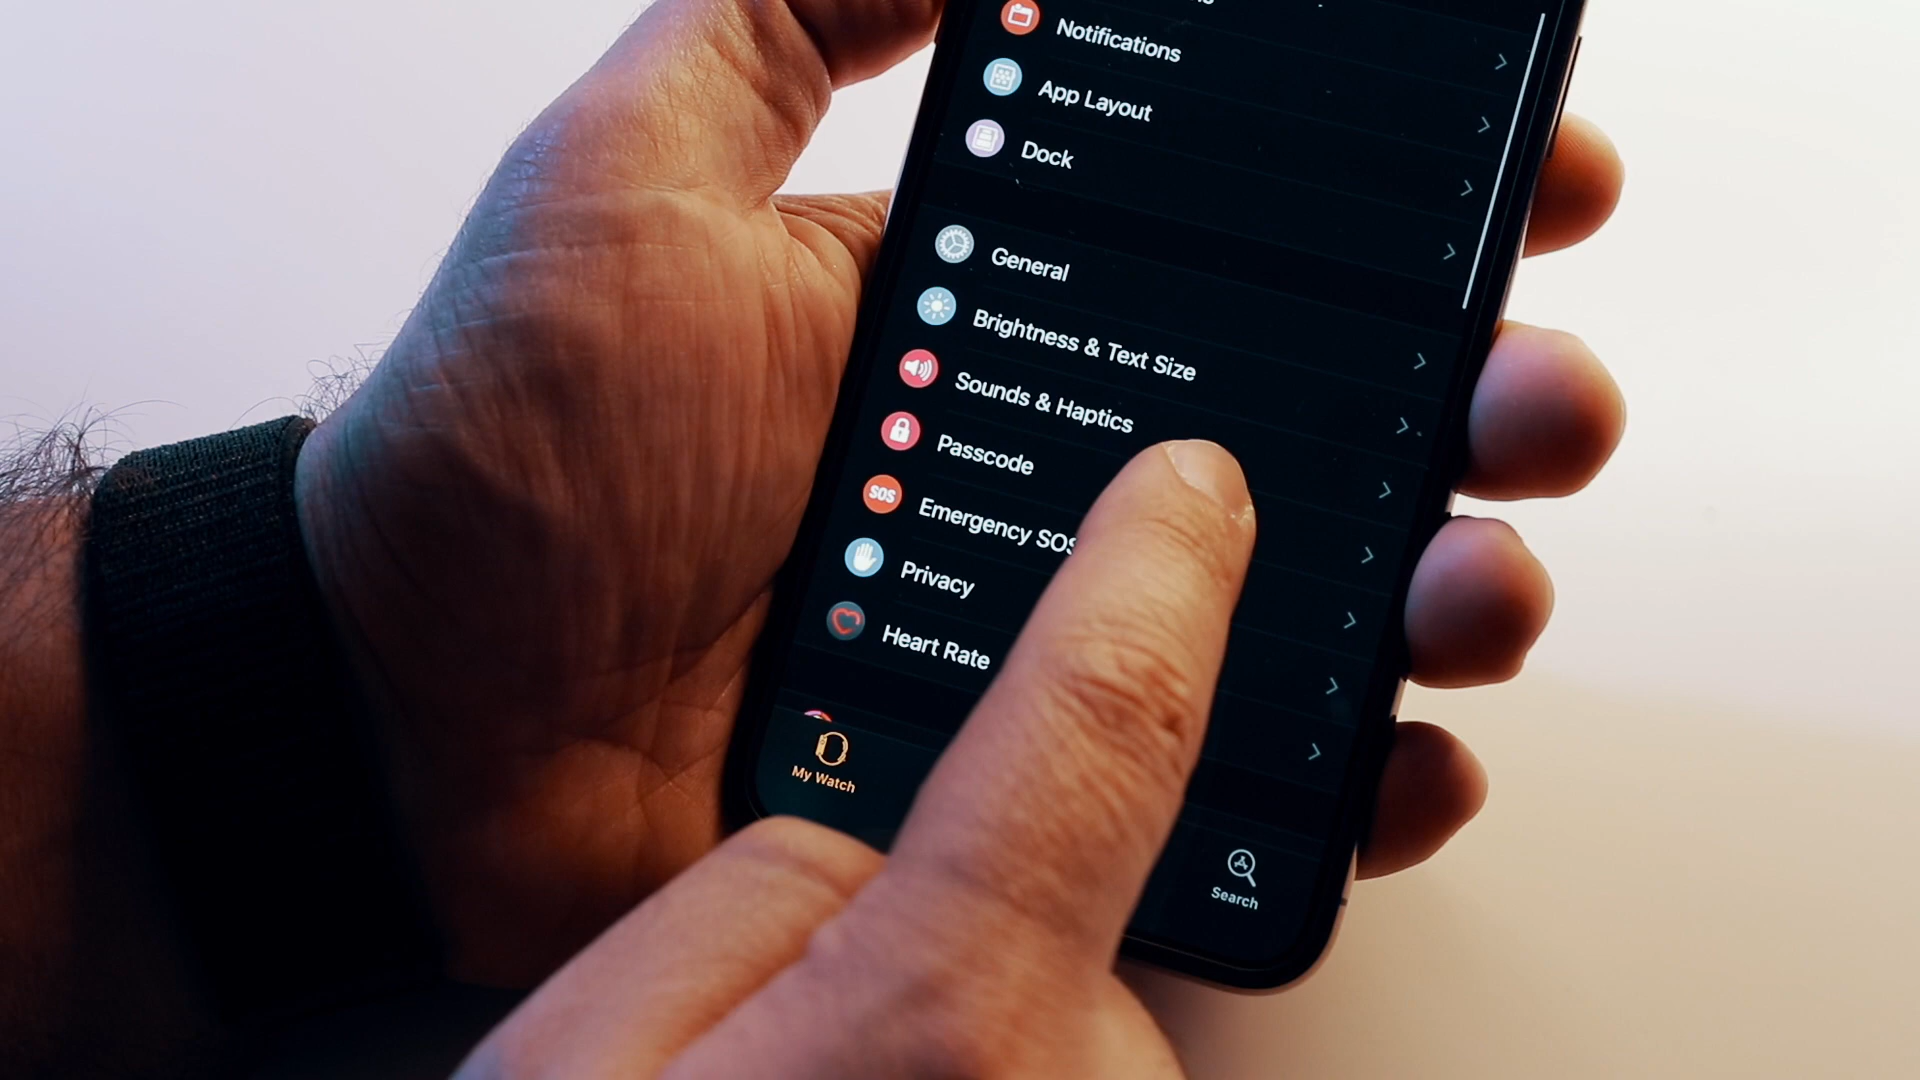 Notifications
App Layout
Dock
General
Brightness & Text Size
Sounds & Haptics
Passcode
SOS
Emergency SOS
Privacy
Heart Rate
My Watch
Search